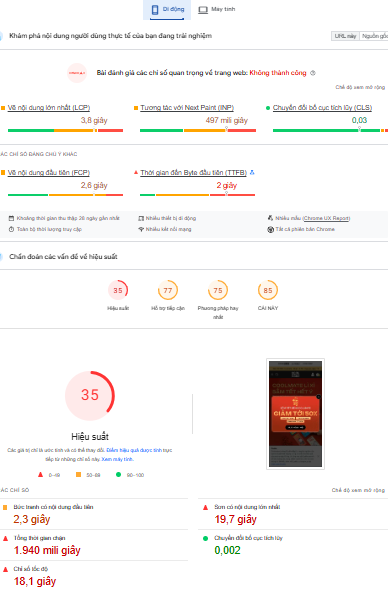 Di động
Máy tính
Khám phá nội dung người dùng thực tế của bạn đang trải nghiệm
URL này
Nguồn gốc
Bài đánh giá các chỉ số quan trọng về trang web: Không thành công
Chế độ xem mở rộng
Vẽ nội dung lớn nhất (LCP)
3,8 giây
Tương tác với Next Paint (INP)
497 mili giây
Chuyển đổi bố cục tích lũy (CLS)
0,03
ÁC CHỈ SỐ ĐÁNG CHÚ Ý KHÁC
Vẽ nội dung đầu tiên (FCP)
2,6 giây
Thời gian đến Byte đầu tiên (TTFB)
2 giây
Khoảng thời gian thu thập 28 ngày gần nhất
Nhiều thiết bị di động
Nhiều mẫu (Chrome UX Report)
Toàn bộ thời lượng truy cập
Nhiều kết nối mạng
Tất cả phiên bản Chrome
Chẩn đoán các vấn đề về hiệu suất
35
77
75
85
Hiệu suất
Hỗ trợ tiếp cận
Phương pháp hay nhất
CÁI NÀY
35
Hiệu suất
Các giá trị chỉ là ước tính và có thể thay đổi. Điểm hiệu quả được tính trực
tiếp từ những chỉ số này. Xem máy tính.
0–49
50–89
90–100
GIẢM TỚI 80K
ÁC CHỈ SỐ
Chế độ xem mở rộng
Bức tranh có nội dung đầu tiên
2,3 giây
Sơn có nội dung lớn nhất
19,7 giây
Tổng thời gian chặn
1.940 mili giây
Chuyển đổi bố cục tích lũy
0,002
Chỉ số tốc độ
18,1 giây